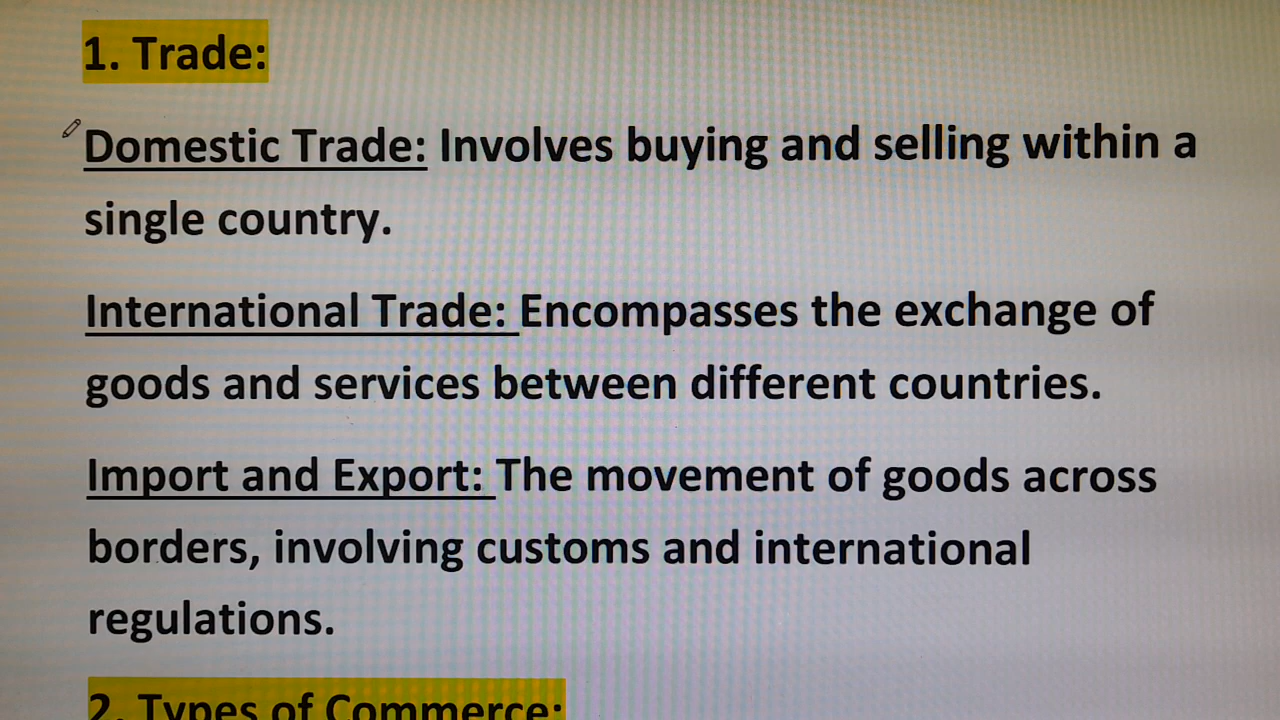 1. Trade:
Domestic Trade: Involves buying and selling within a
single country.
International Trade: Encompasses the exchange of
goods and services between different countries.
Import and Export: The movement of goods across
borders, involving customs and international
regulations.
2. Types of Commerce: